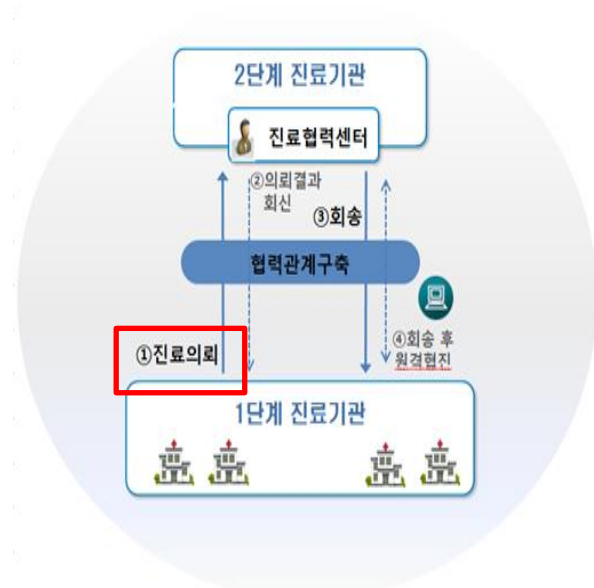 2단계 진료기관
진료협력센터
②의뢰결과
회신
③회송
협력관계구축
①진료의뢰
④회송 후
원격협진
1단계 진료기관